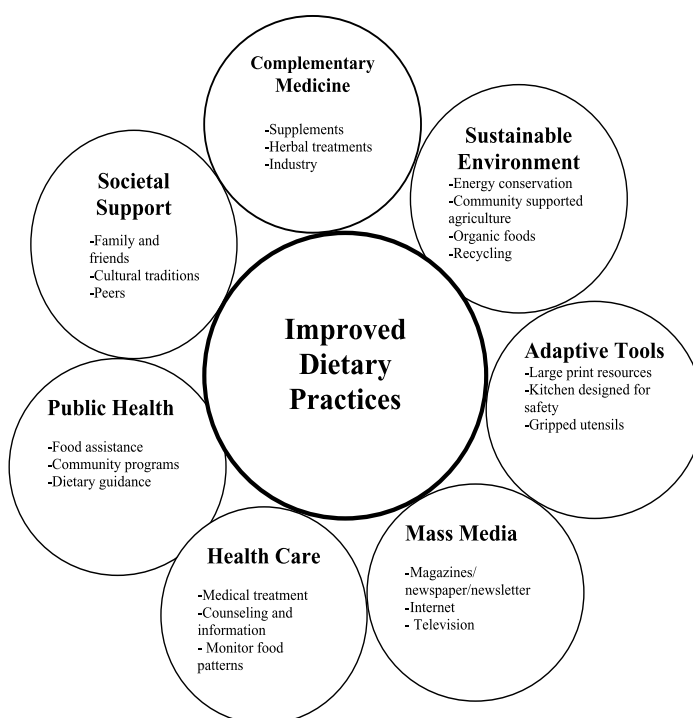 Complementary
Medicine
-Supplements
-Herbal treatments
-Industry
Sustainable
Environment
-Energy conservation
-Community supported
agriculture
-Organic foods
-Recycling
Societal
Support
-Family and
friends
-Cultural traditions
-Peers
Improved
Dietary
Practices
Adaptive Tools
-Large print resources
-Kitchen designed for
safety
-Gripped utensils
Public Health
-Food assistance
-Community programs
-Dietary guidance
Mass Media
-Magazines/
newspaper/newsletter
-Internet
- Television
Health Care
-Medical treatment
-Counseling and
information
- Monitor food
patterns